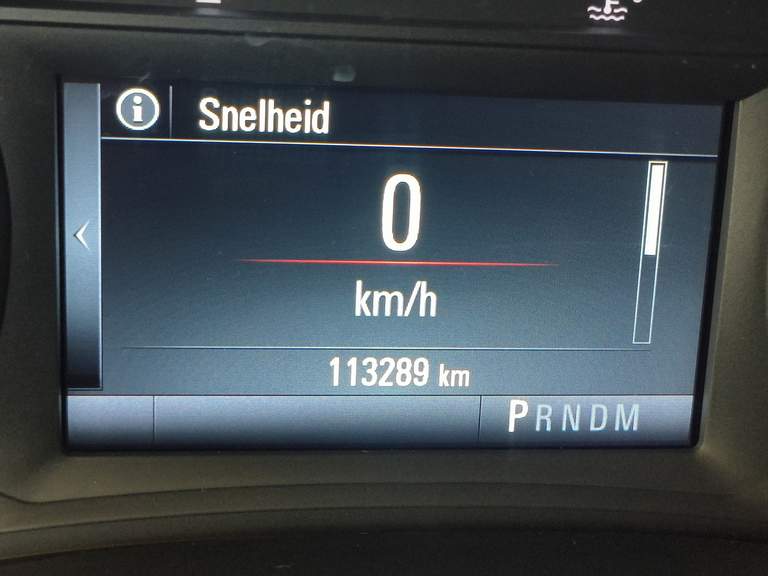 i Snelheid
0
km/h
113289 km
PRNDM